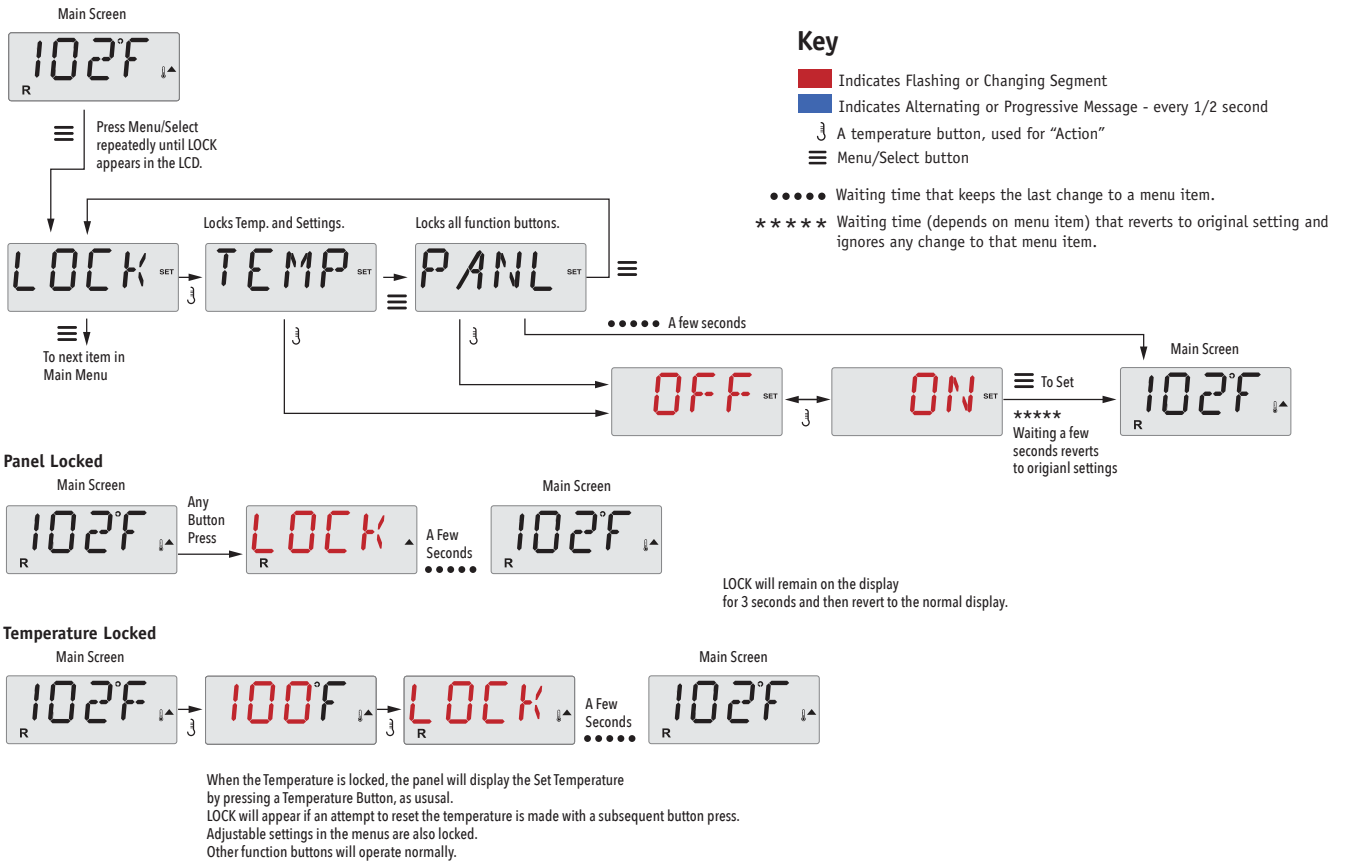 Main Screen
102°F
R
Press Menu/Select
repeatedly until LOCK
appears in the LCD.
Key
Indicates Flashing or Changing Segment
Indicates Alternating or Progressive Message - every 1/2 second
A temperature button, used for “Action”
Menu/Select button
••••• Waiting time that keeps the last change to a menu item.
***** Waiting time (depends on menu item) that reverts to original setting and
ignores any change to that menu item.
Locks Temp. and Settings.
Locks all function buttons.
LOCK SET
TEMP SET
PANL SET
To next item in
Main Menu
••••• A few seconds
Main Screen
OFF SET
ON SET
To Set
*****
Waiting a few
seconds reverts
to origianl settings
102°F
R
Panel Locked
Main Screen
102°F
R
Any
Button
Press
LOCK
R
A Few
Seconds
•••••
Main Screen
102°F
R
LOCK will remain on the display
for 3 seconds and then revert to the normal display.
Temperature Locked
Main Screen
102°F
R
100°F
LOCK
R
A Few
Seconds
•••••
Main Screen
102°F
R
When the Temperature is locked, the panel will display the Set Temperature
by pressing a Temperature Button, as ususal.
LOCK will appear if an attempt to reset the temperature is made with a subsequent button press.
Adjustable settings in the menus are also locked.
Other function buttons will operate normally.